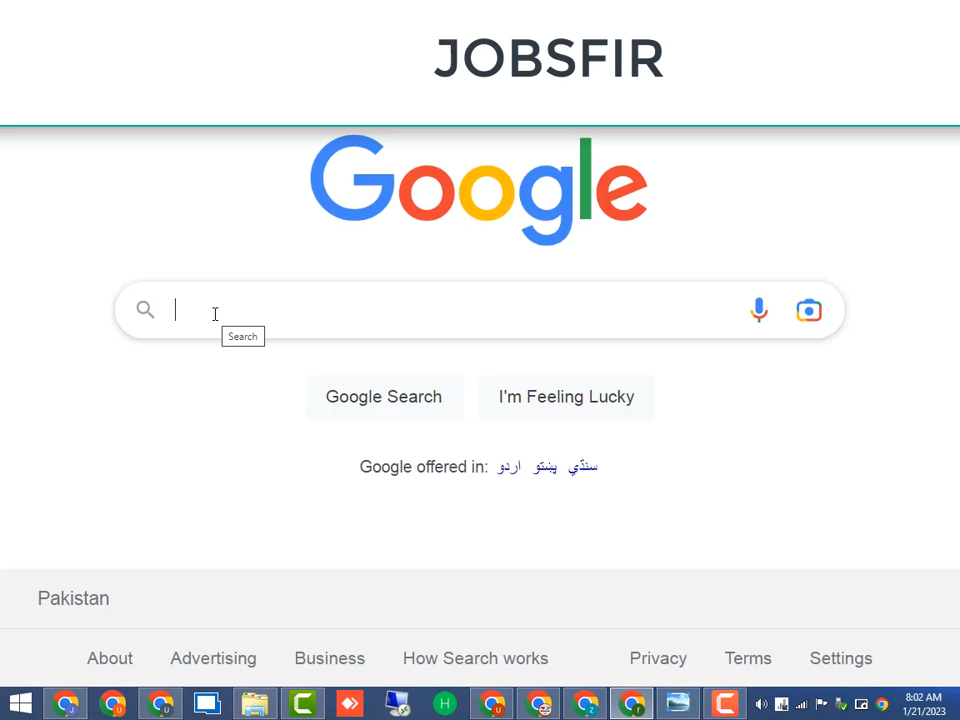 JOBSFIR
Google
Search
Google Search
I'm Feeling Lucky
Google offered in: اردو پښتو سنڌي
Pakistan
About Advertising Business How Search works Privacy Terms Settings
8:02 AM
1/21/2023